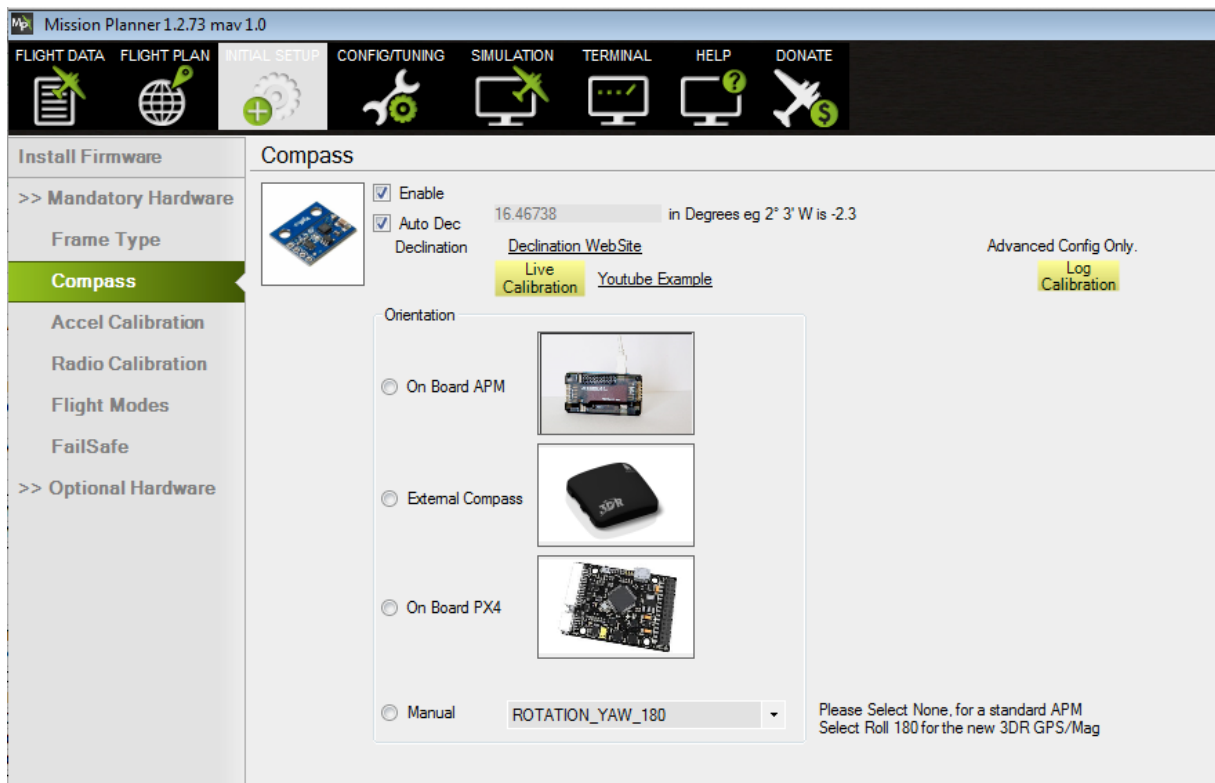 Mission Planner 1.2.73 mav 1.0
FLIGHT DATA
FLIGHT PLAN
INITIAL SETUP
CONFIG/TUNING
SIMULATION
TERMINAL
HELP
DONATE
Install Firmware
>> Mandatory Hardware
Frame Type
Compass
Accel Calibration
Radio Calibration
Flight Modes
FailSafe
>> Optional Hardware
Compass
Enable
Auto Dec
16.46738
in Degrees eg 2° 3' W is -2.3
Declination
Declination WebSite
Live
Calibration
Youtube Example
Advanced Config Only.
Log
Calibration
Orientation
On Board APM
External Compass
3DR
On Board PX4
Manual
ROTATION_YAW_180
Please Select None, for a standard APM
Select Roll 180 for the new 3DR GPS/Mag